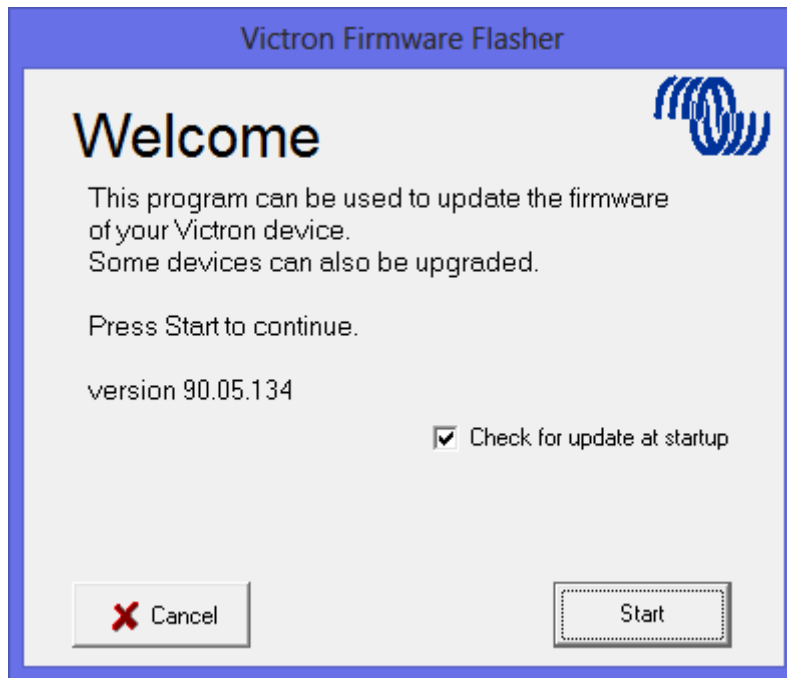 Victron Firmware Flasher
Welcome
This program can be used to update the firmware
of your Victron device.
Some devices can also be upgraded.
Press Start to continue.
version 90.05.134
Check for update at startup
Cancel
Start